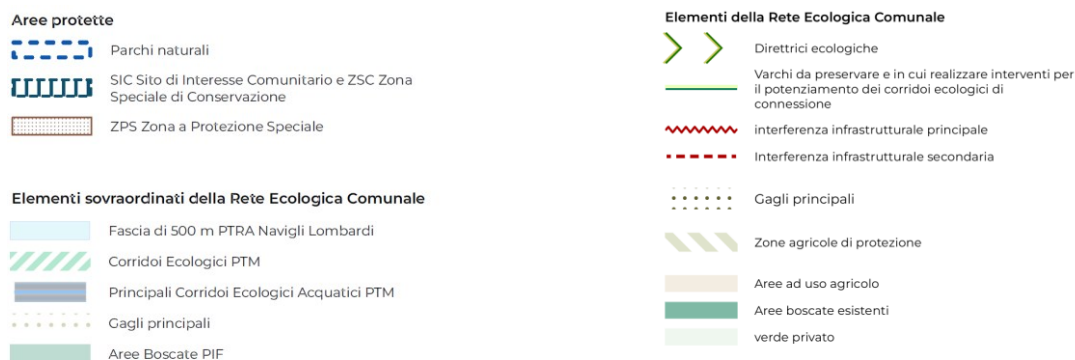 Aree protette
Parchi naturali
SIC Sito di Interesse Comunitario e ZSC Zona
Speciale di Conservazione
ZPS Zona a Protezione Speciale
Elementi sovraordinati della Rete Ecologica Comunale
Fascia di 500 m PTRA Navigli Lombardi
Corridoi Ecologici PTM
Principali Corridoi Ecologici Acquatici PTM
Gagli principali
Aree Boscate PIF
Elementi della Rete Ecologica Comunale
Direttrici ecologiche
Varchi da preservare e in cui realizzare interventi per
il potenziamento dei corridoi ecologici di
connessione
interferenza infrastrutturale principale
Interferenza infrastrutturale secondaria
Gagli principali
Zone agricole di protezione
Aree ad uso agricolo
Aree boscate esistenti
verde privato